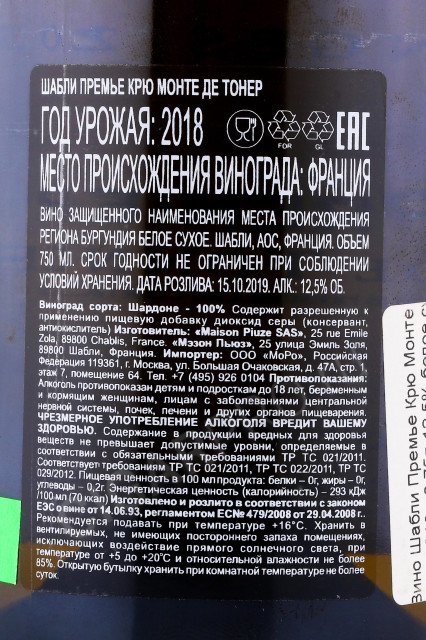 ШАБЛИ ПРЕМЬЕ КРЮ МОНТЕ ДЕ ТОНЕР
ГОД УРОЖАЯ: 2018
FOR
GL
EAC
МЕСТО ПРОИСХОЖДЕНИЯ ВИНОГРАДА: ФРАНЦИЯ
ВИНО ЗАЩИЩЕННОГО НАИМЕНОВАНИЯ МЕСТА ПРОИСХОЖДЕНИЯ
РЕГИОНА БУРГУНДИЯ БЕЛОЕ СУХОЕ. ШАБЛИ, АОС, ФРАНЦИЯ. ОБЪЕМ
750 МЛ. СРОК ГОДНОСТИ НЕ ОГРАНИЧЕН ПРИ СОБЛЮДЕНИИ
УСЛОВИЙ ХРАНЕНИЯ. ДАТА РОЗЛИВА: 15.10.2019. АЛК.: 12,5% ОБ.
Виноград сорта: Шардоне - 100% Содержит разрешенную к
применению пищевую добавку диоксид серы (консервант,
антиокислитель) Изготовитель: «Maison Piuze SAS», 25 rue Emile
Zola, 89800 Chablis, France. «Мэзон Пьюз», 25 улица Эмиль Золя,
89800 Шабли, Франция. Импортер: ООО «МоРо», Российская
Федерация 119361, г. Москва, ул. Большая Очаковская, д. 47А, стр. 1,
этаж 7, помещение 64. Тел. +7 (495) 926 0104 Противопоказания:
Алкоголь противопоказан детям и подросткам до 18 лет, беременным
и кормящим женщинам, лицам с заболеваниями центральной
нервной системы, почек, печени и других органов пищеварения.
ЧРЕЗМЕРНОЕ УПОТРЕБЛЕНИЕ АЛКОГОЛЯ ВРЕДИТ ВАШЕМУ
ЗДОРОВЬЮ. Содержание в продукции вредных для здоровья
веществ не превышает допустимые уровни, определяемые в
соответствии с обязательными требованиями ТР ТС 021/2011.
Соответствует требованиям ТР ТС 021/2011, ТР ТС 022/2011, ТР ТС
029/2012. Пищевая ценность в 100 мл продукта: белки – 0г, жиры – 0г,
углеводы – 0,2г. Энергетическая ценность (калорийность) – 293 кДж
/100 мл (70 ккал) Изготовлено и розлито в соответствии с законом
ЕЭС о вине от 14.06.93, регламентом ЕС№ 479/2008 от 29.04.2008 г.
Рекомендуется подавать при температуре +16°С. Хранить в
вентилируемых, не имеющих постороннего запаха помещениях,
исключающих воздействие прямого солнечного света, при
температуре от +5 до +20°С и относительной влажности не более
85%. Открытую бутылку хранить при комнатной температуре не более
суток.
Вино Шабли Премье Крю Монте